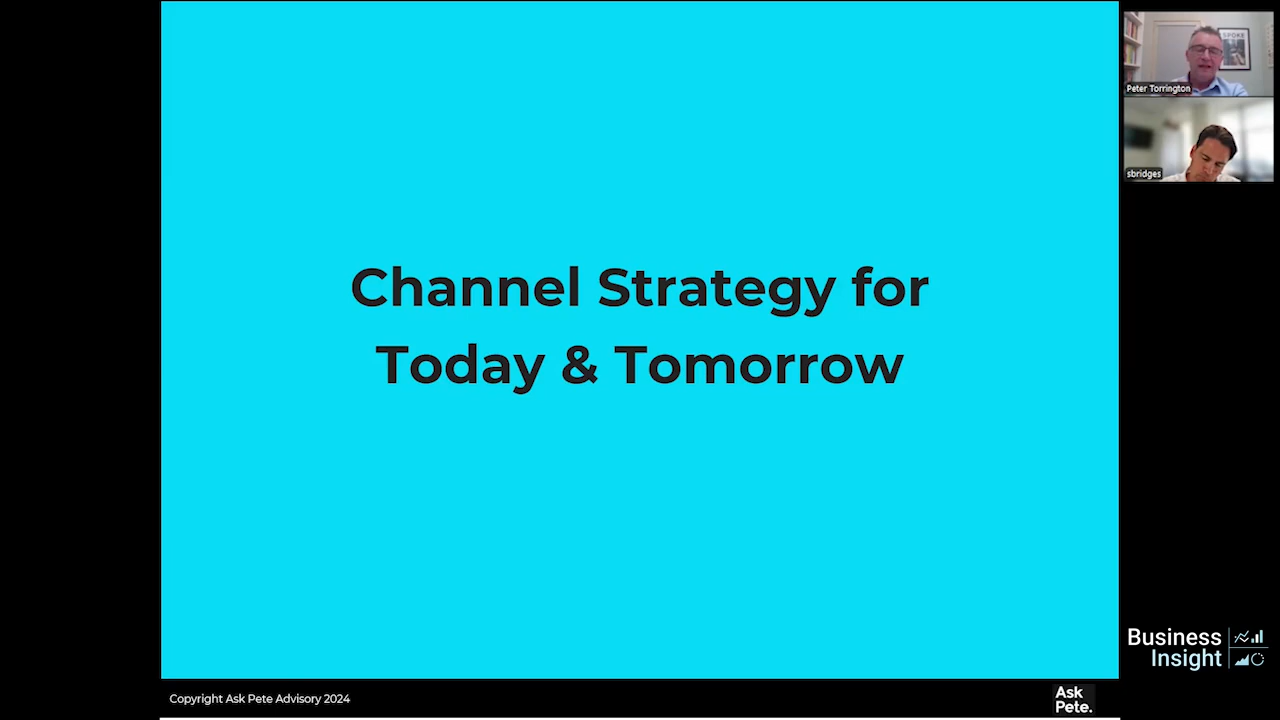 Channel Strategy for
Today & Tomorrow
Peter Torrington
sbridges
Business
Insight
Copyright Ask Pete Advisory 2024
Ask
Pete.